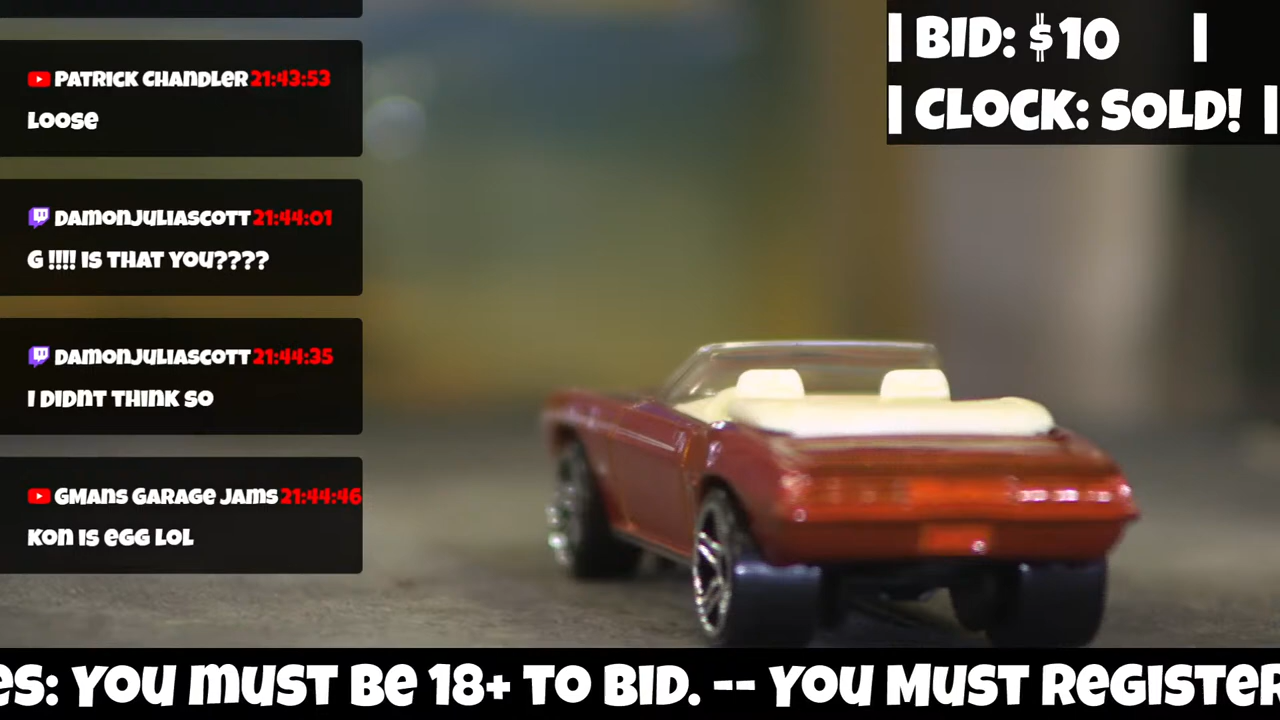 PATRICK CHANDLER 21:43:53
LOOSE
DAMONJULIASCOTT 21:44:01
G !!!! IS THAT YOU????
DAMONJULIASCOTT 21:44:35
I DIDNT THINK SO
GMANS GARAGE JAMS 21:44:46
KON IS EGG LOL
| BID: $10 |
| CLOCK: SOLD! |
ES: YOU MUST BE 18+ TO BID. -- YOU MUST REGISTER